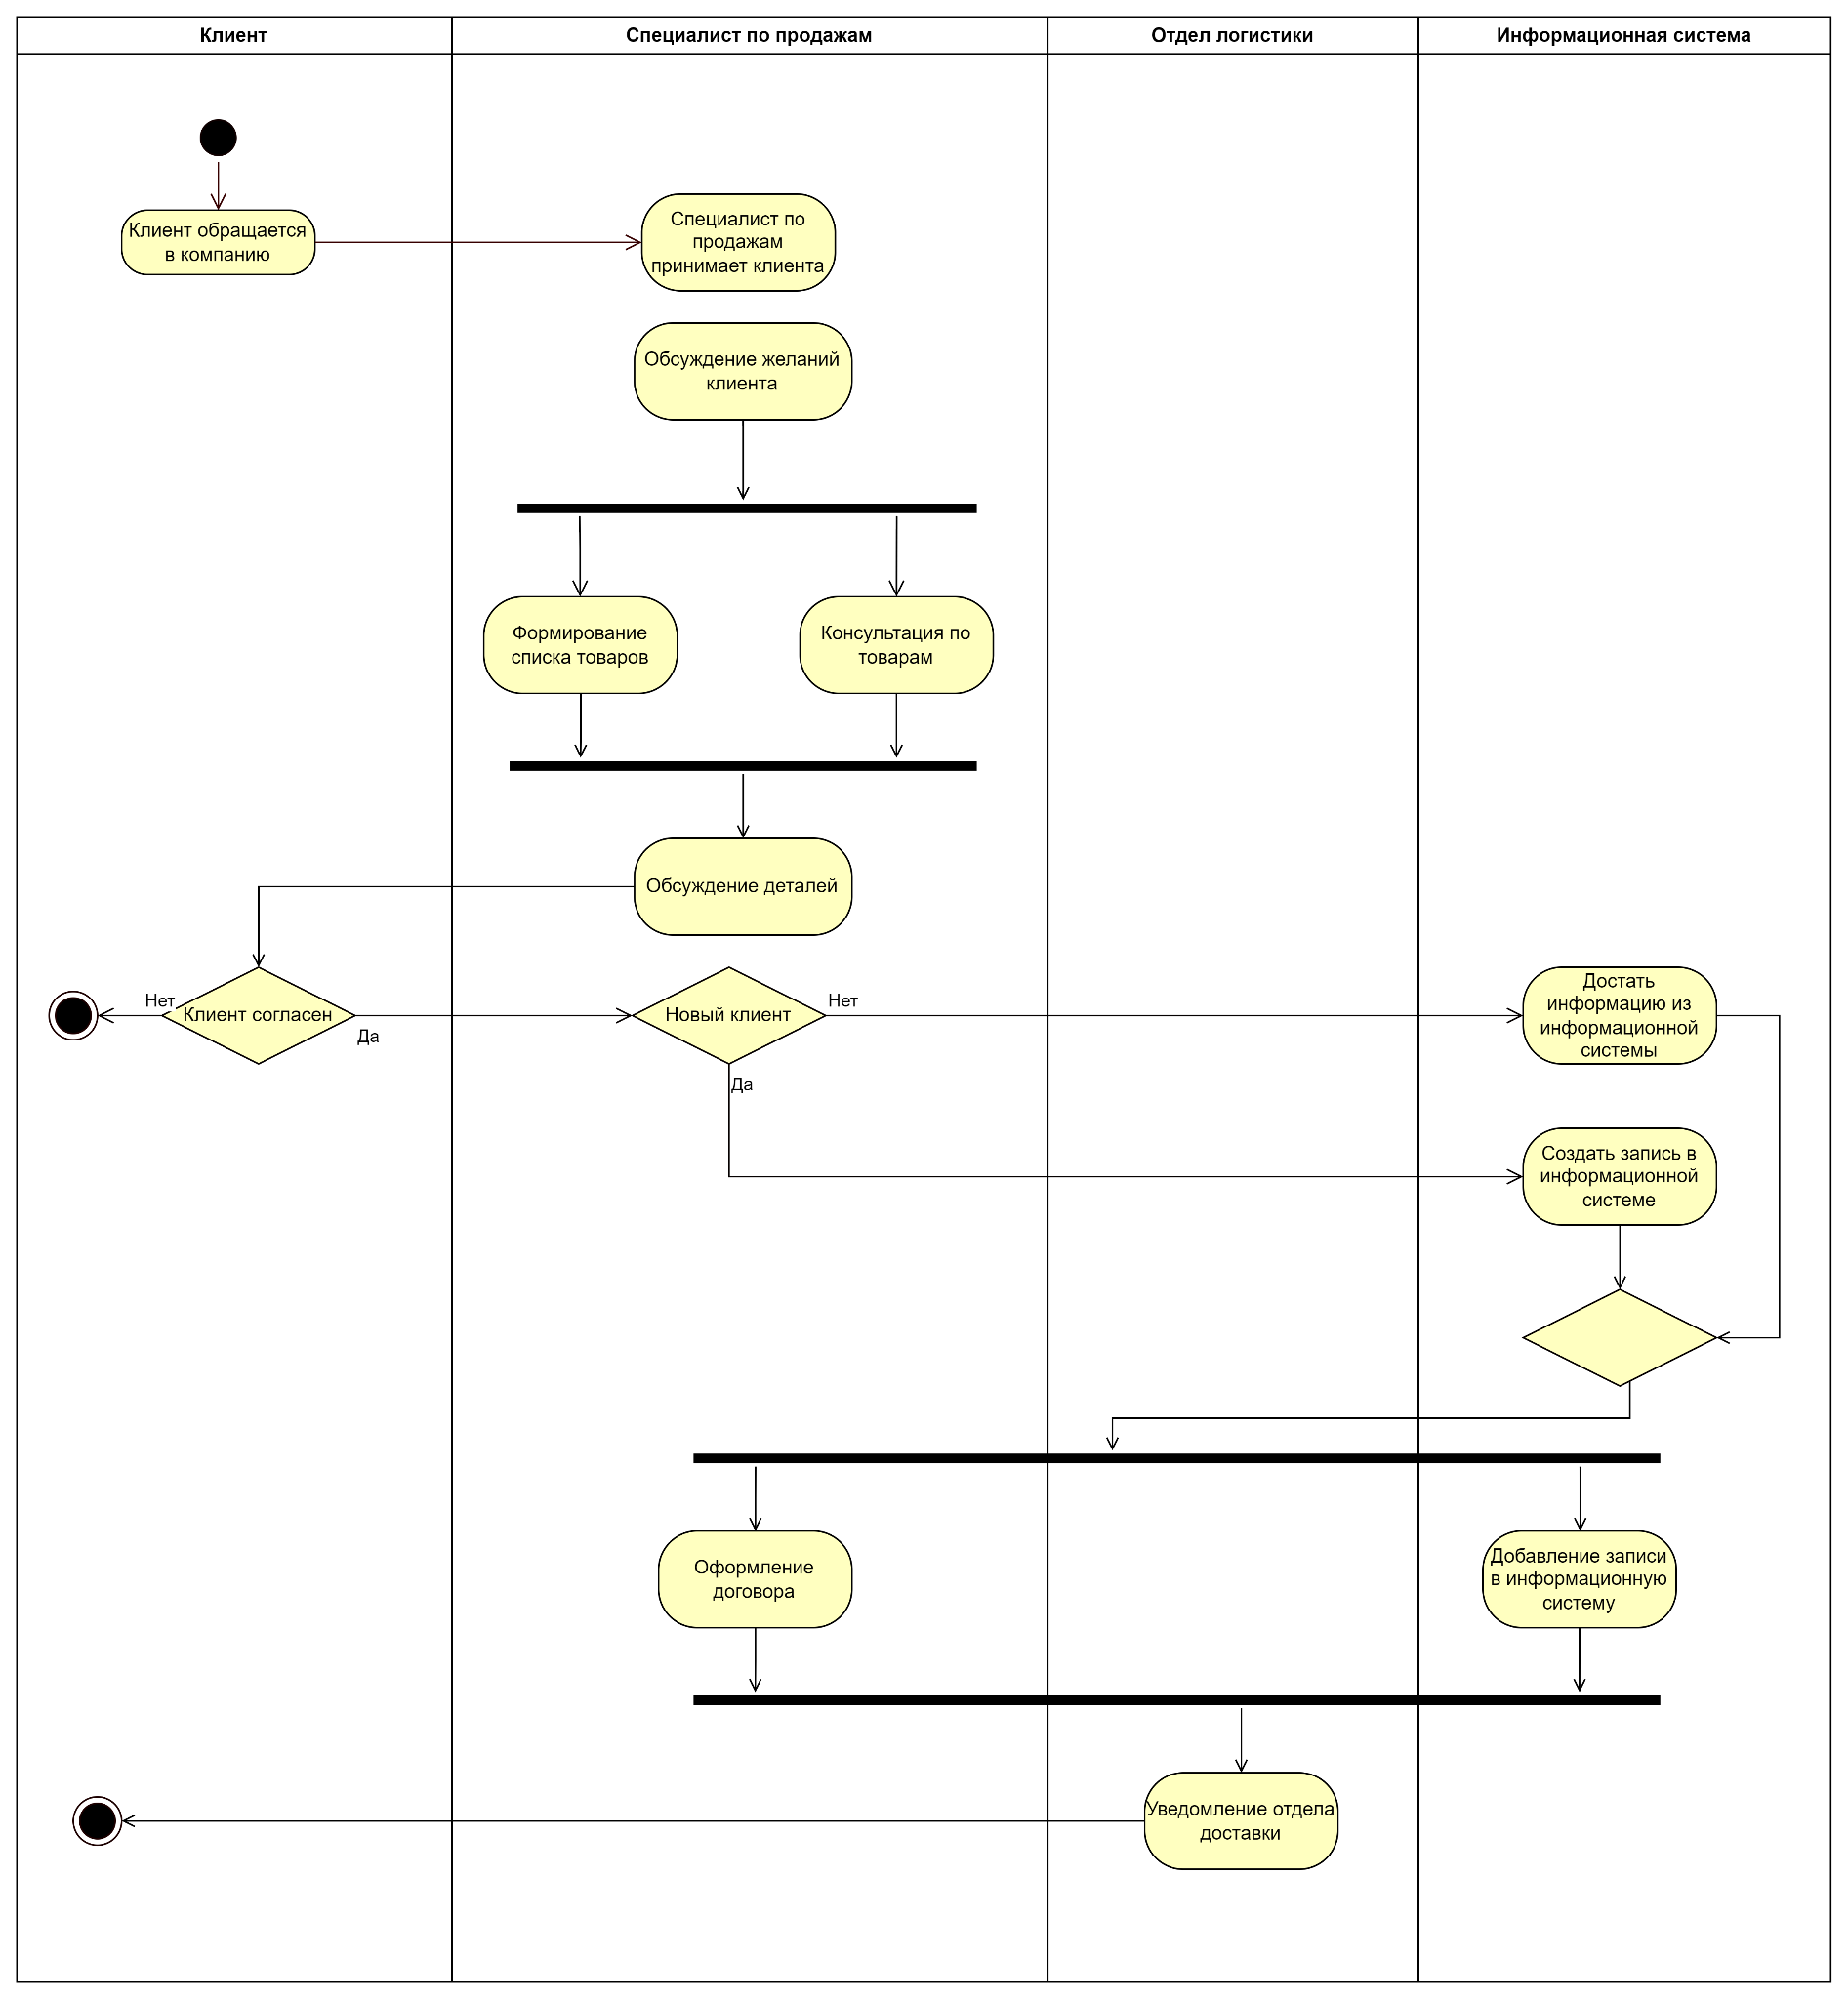 Клиент
Специалист по продажам
Отдел логистики
Информационная система
Клиент обращается
в компанию
Специалист по
продажам
принимает клиента
Обсуждение желаний
клиента
Формирование
списка товаров
Консультация по
товарам
Обсуждение деталей
Нет
Клиент согласен
Да
Новый клиент
Нет
Да
Достать
информацию из
информационной
системы
Создать запись в
информационной
системе
Оформление
договора
Добавление записи
в информационную
систему
Уведомление отдела
доставки